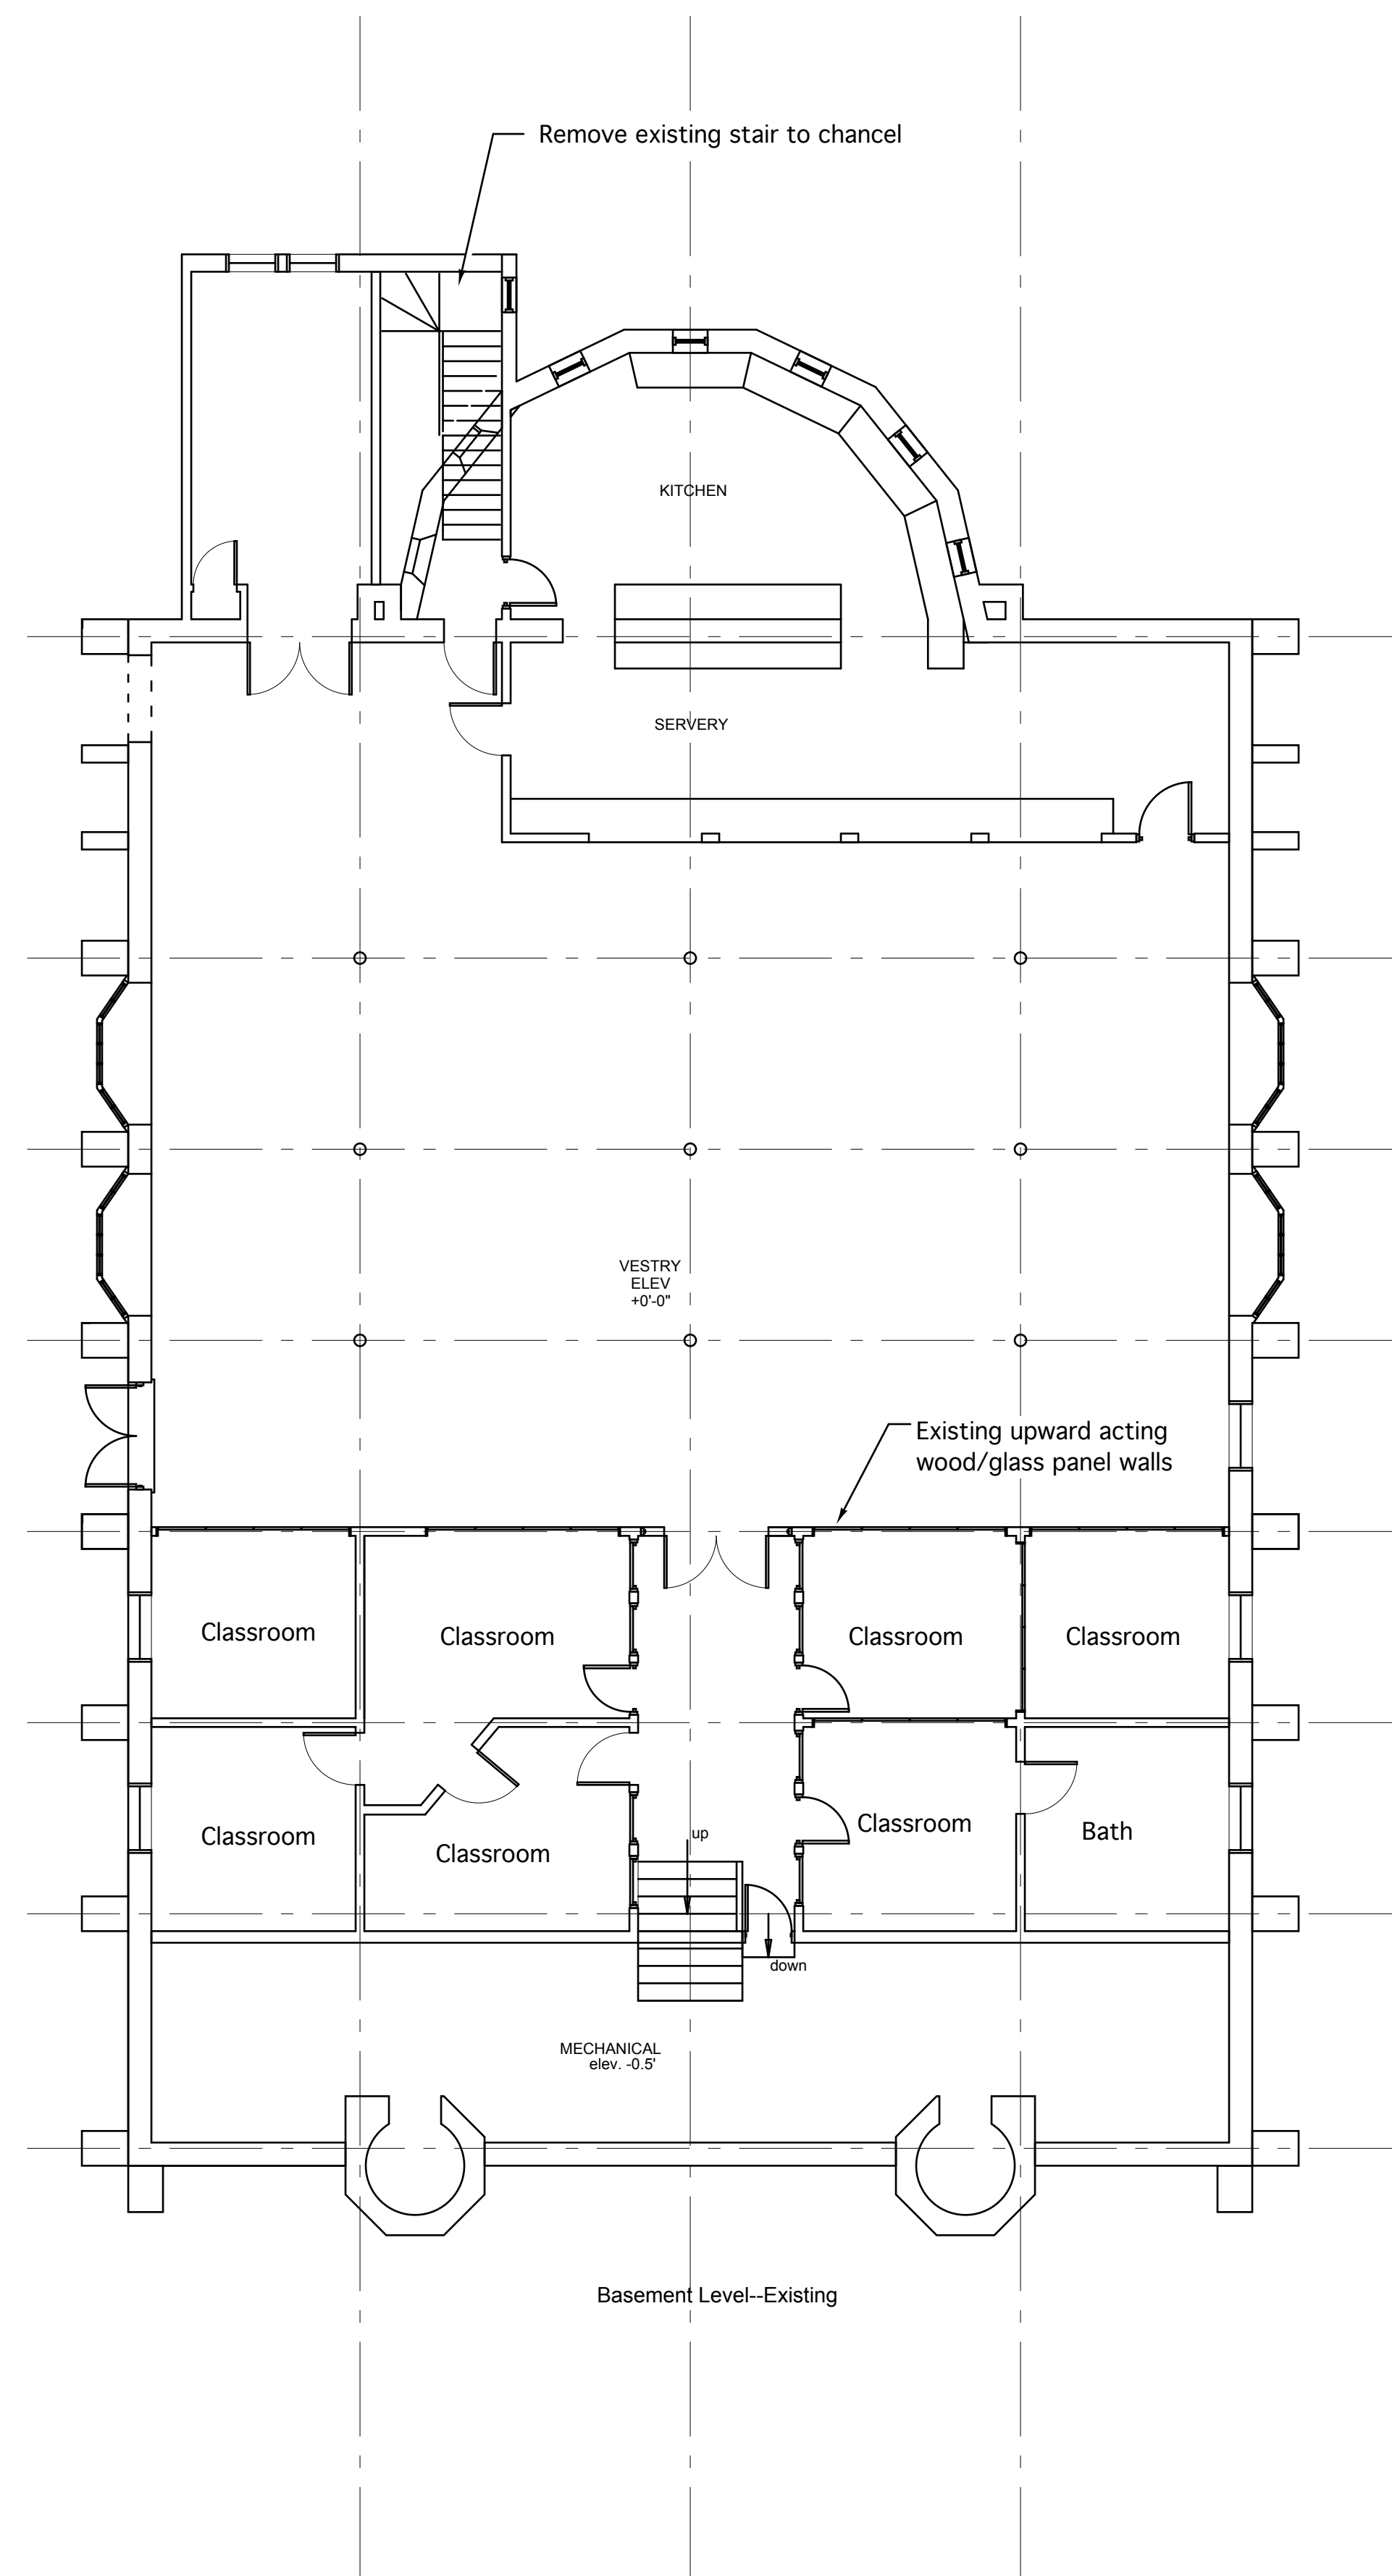 Remove existing stair to chancel
KITCHEN
SERVERY
VESTRY
ELEV
+0'-0"
Existing upward acting
wood/glass panel walls
Classroom
Classroom
Classroom
Classroom
Classroom
Classroom
Classroom
Bath
up
down
MECHANICAL
elev. -0.5'
Basement Level--Existing